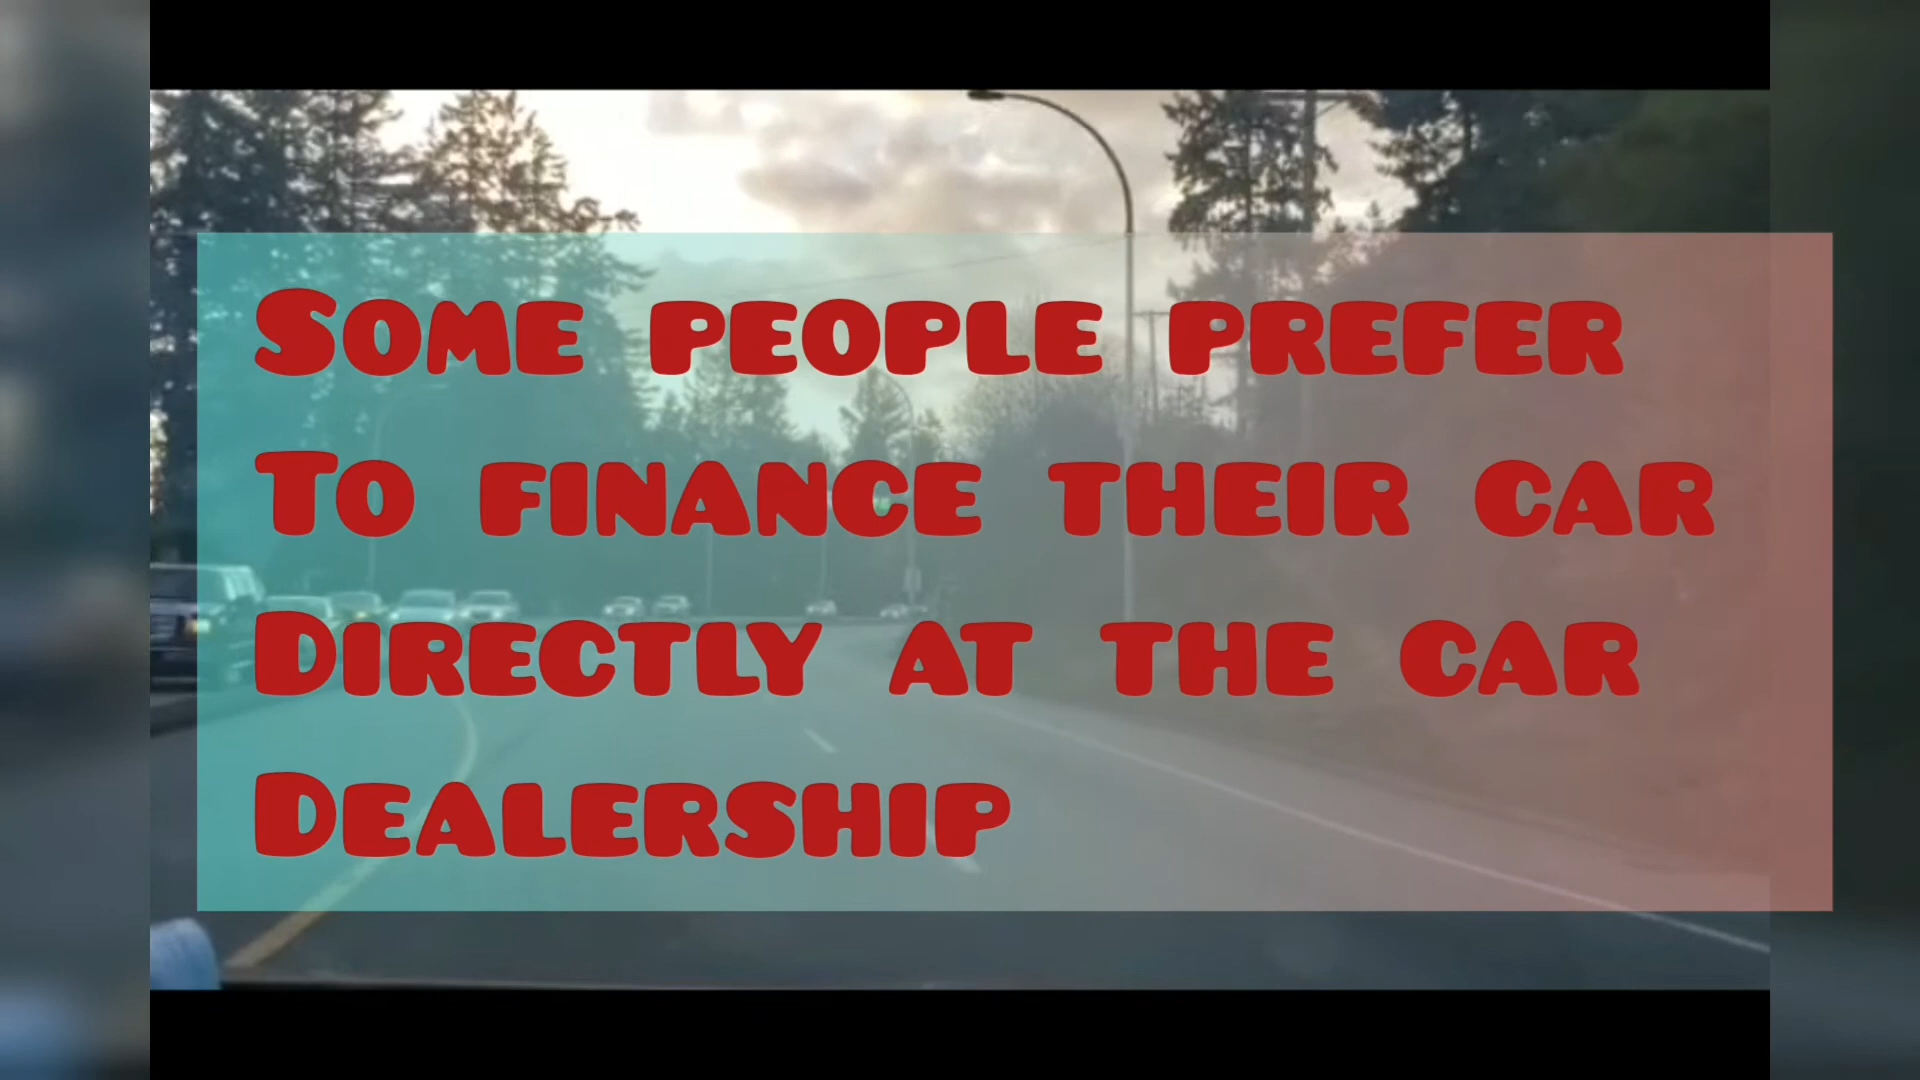 Some people prefer
To finance their car
Directly at the car
Dealership